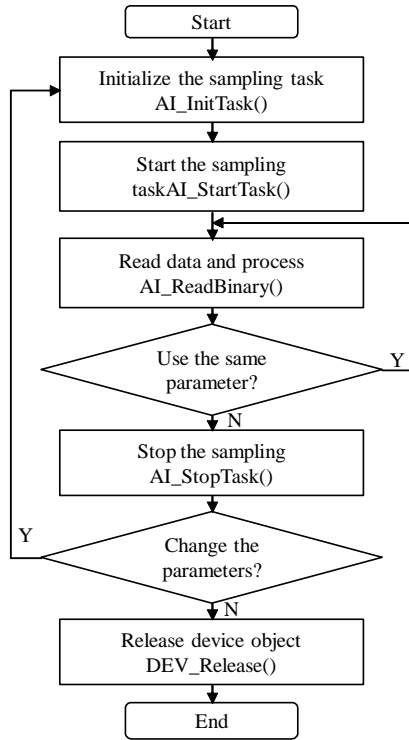 Start
Initialize the sampling task
AI_InitTask()
Start the sampling
taskAI_StartTask()
Read data and process
AI_ReadBinary()
Use the same
parameter?
Y
N
Stop the sampling
AI_StopTask()
Y
Change the
parameters?
N
Release device object
DEV_Release()
End